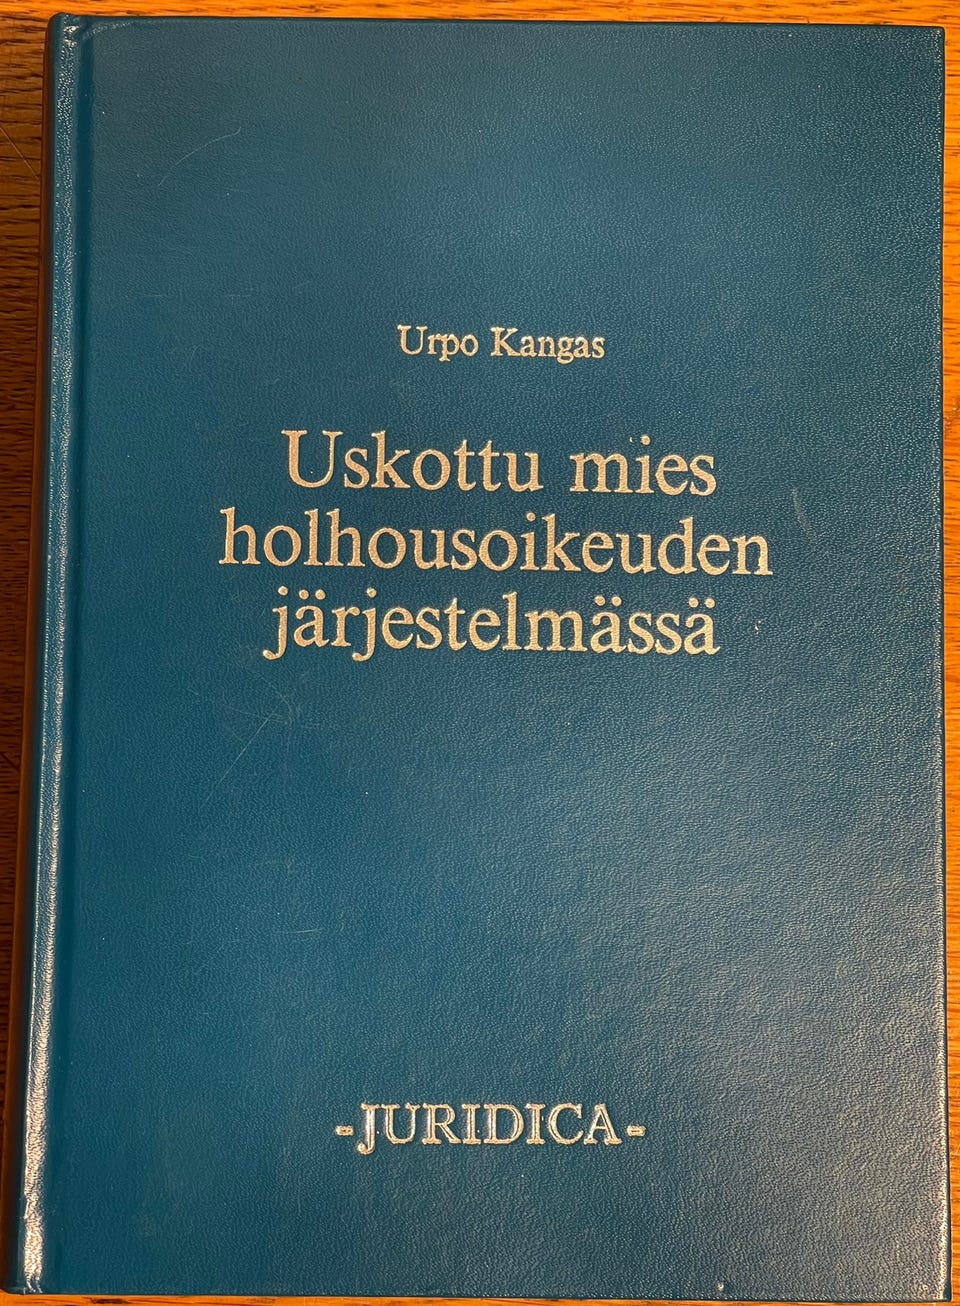 Urpo Kangas
Uskottu mies
holhousoikeuden
järjestelmässä
-JURIDICA-